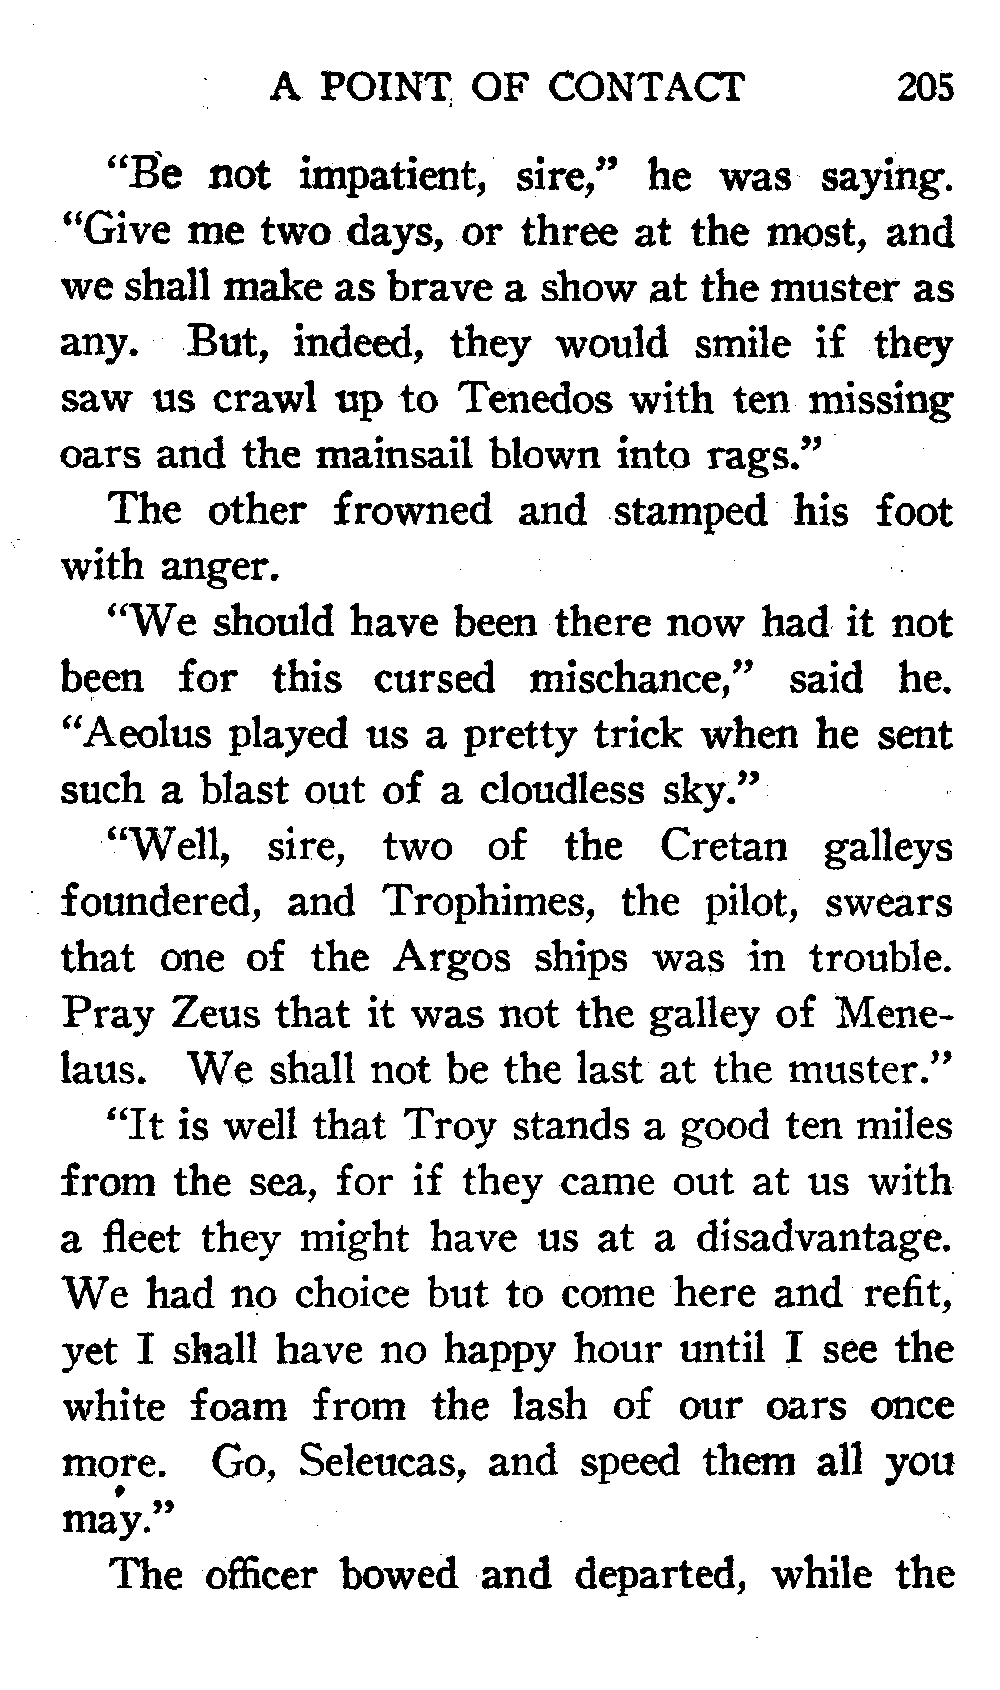 A POINT OF CONTACT 205
“Be not impatient, sire,” he was saying.
“Give me two days, or three at the most, and
we shall make as brave a show at the muster as
any. But, indeed, they would smile if they
saw us crawl up to Tenedos with ten missing
oars and the mainsail blown into rags.”
The other frowned and stamped his foot
with anger.
“We should have been there now had it not
been for this cursed mischance,” said he.
“Aeolus played us a pretty trick when he sent
such a blast out of a cloudless sky.”
“Well, sire, two of the Cretan galleys
foundered, and Trophimes, the pilot, swears
that one of the Argos ships was in trouble.
Pray Zeus that it was not the galley of Mene-
laus. We shall not be the last at the muster.”
“It is well that Troy stands a good ten miles
from the sea, for if they came out at us with
a fleet they might have us at a disadvantage.
We had no choice but to come here and refit,
yet I shall have no happy hour until I see the
white foam from the lash of our oars once
more. Go, Seleucas, and speed them all you
may.”
The officer bowed and departed, while the